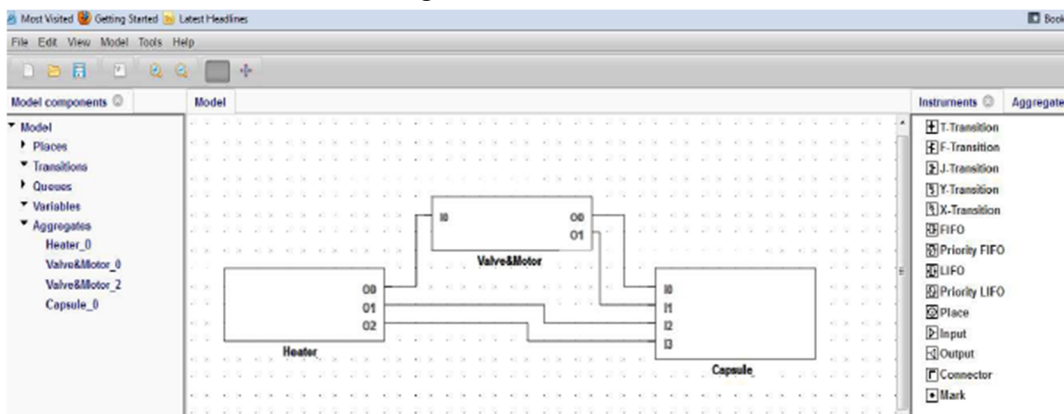 Most Visited Getting Started Latest Headlines Book
File Edit View Model Tools Help
Model components
Model
Places
Transitions
Queues
Variables
Aggregates
Heater_0
Valve&Motor_0
Valve&Motor_2
Capsule_0
Model
I0 O0
O1
Valve&Motor
O0
O1
O2
Heater
I0
I1
I2
I3
Capsule
Instruments Aggregate
T-Transition
F-Transition
J-Transition
Y-Transition
X-Transition
FIFO
Priority FIFO
LIFO
Priority LIFO
Place
Input
Output
Connector
Mark